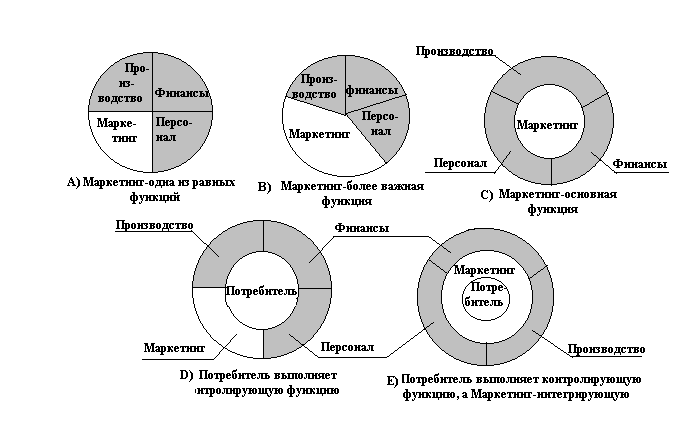 Про-
из-
водство
Финансы
Марке-
тинг
Персо-
нал
А) Маркетинг-одна из равных
функций
Произ-
водство
финансы
Персо-
нал
Маркетинг
В) Маркетинг-более важная
функция
Производство
Маркетинг
Персонал
Финансы
С) Маркетинг-основная
функция
Производство
Финансы
Потребитель
Маркетинг
Персонал
D) Потребитель выполняет
нтролирующую функцию
Маркетинг
Потре-
битель
Производство
Е) Потребитель выполняет контролирующую
функцию, а Маркетинг-интегрирующую